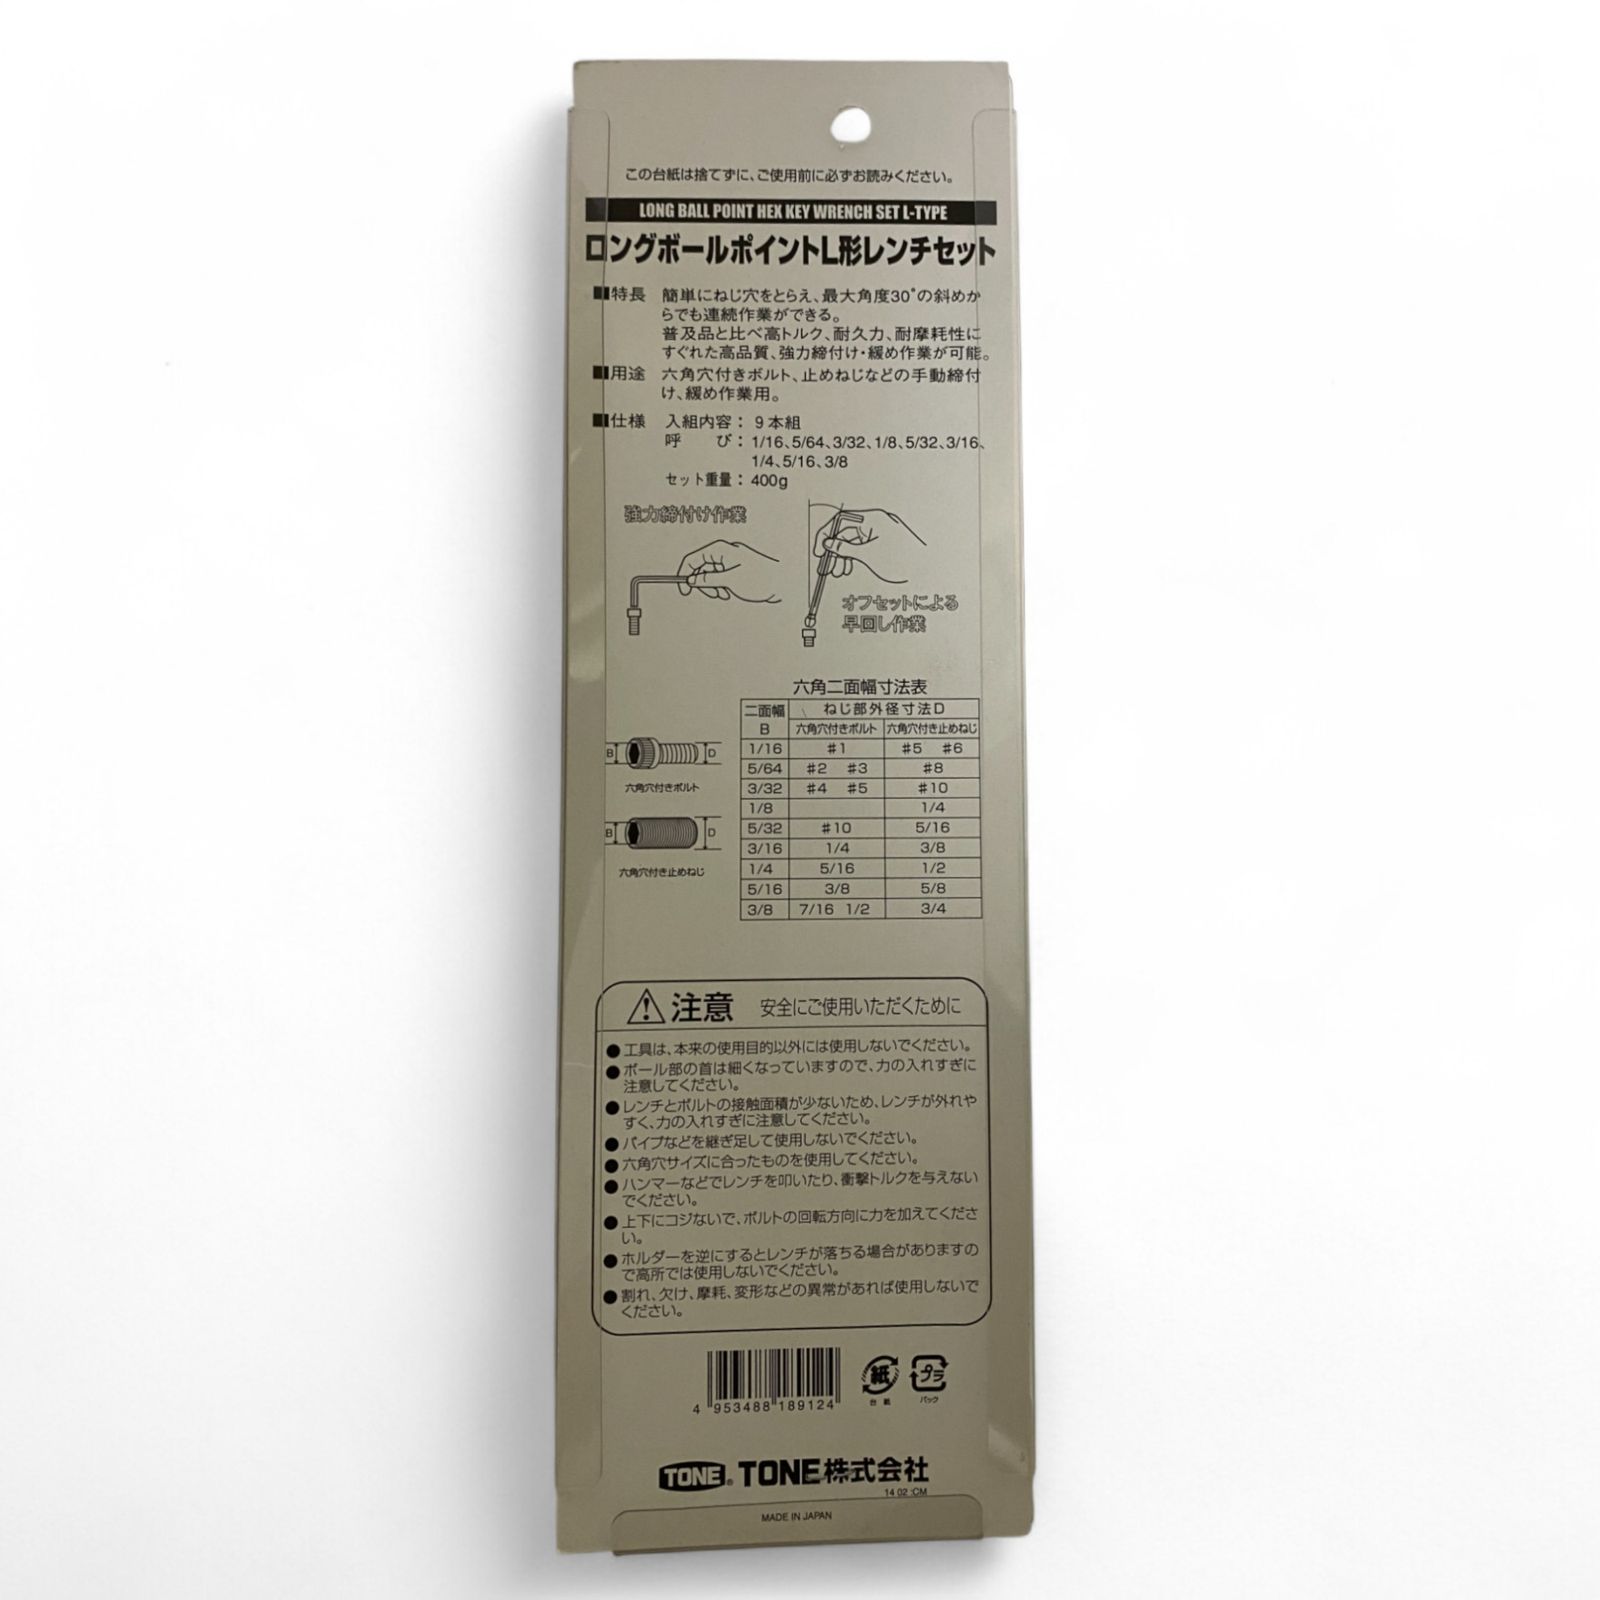 この台紙は捨てずに、ご使用前に必ずお読みください。
LONG BALL POINT HEX KEY WRENCH SET L-TYPE
ロングボールポイントL形レンチセット
■特長 簡単にねじ穴をとらえ、最大角度30°の斜めか
らでも連続作業ができる。
普及品と比べ高トルク、耐久力、耐摩耗性に
すぐれた高品質、強力締付け・緩め作業が可能。
■用途 六角穴付きボルト、止めねじなどの手動締付
け、緩め作業用。
■仕様 入組内容： 9本組
呼 び：1/16、5/64、3/32、1/8、5/32、3/16、
1/4、5/16、3/8
セット重量：400g
強力締付け作業
オフセットによる
早回し作業
六角二面幅寸法表
二面幅 ねじ部外径寸法D
B 六角穴付きボルト 六角穴付き止めねじ
1/16 #1 #5 #6
5/64 #2 #3 #8
3/32 #4 #5 #10
1/8 1/4
5/32 #10 5/16
3/16 1/4 3/8
1/4 5/16 1/2
5/16 3/8 5/8
3/8 7/16 1/2 3/4
B D
六角穴付きボルト
B D
六角穴付き止めねじ
注意 安全にご使用いただくために
●工具は、本来の使用目的以外には使用しないでください。
●ボール部の首は細くなっていますので、力の入れすぎに
注意してください。
●レンチとボルトの接触面積が少ないため、レンチが外れや
すく、力の入れすぎに注意してください。
●パイプなどを継ぎ足して使用しないでください。
●六角穴サイズに合ったものを使用してください。
●ハンマーなどでレンチを叩いたり、衝撃トルクを与えない
でください。
●上下にコジないで、ボルトの回転方向に力を加えてくださ
い。
●ホルダーを逆にするとレンチが落ちる場合がありますの
で高所では使用しないでください。
●割れ、欠け、摩耗、変形などの異常があれば使用しないで
ください。
4 953488 189124
紙
台紙
プラ
パック
TONE® TONE株式会社
14 02 :CM
MADE IN JAPAN